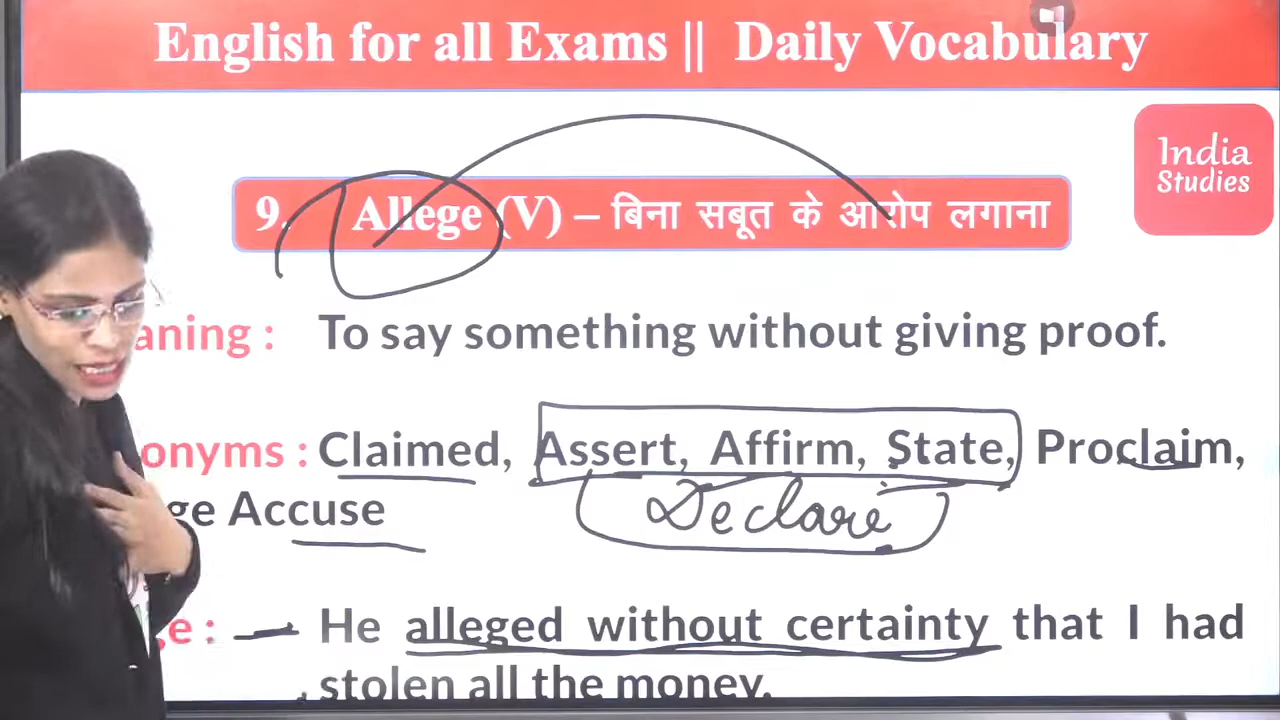 English for all Exams || Daily Vocabulary
India
Studies
9. Allege (V) – बिना सबूत के आरोप लगाना
aning : To say something without giving proof.
onyms : Claimed, Assert, Affirm, State, Proclaim,
ge Accuse
Declare
e : He alleged without certainty that I had
stolen all the money.